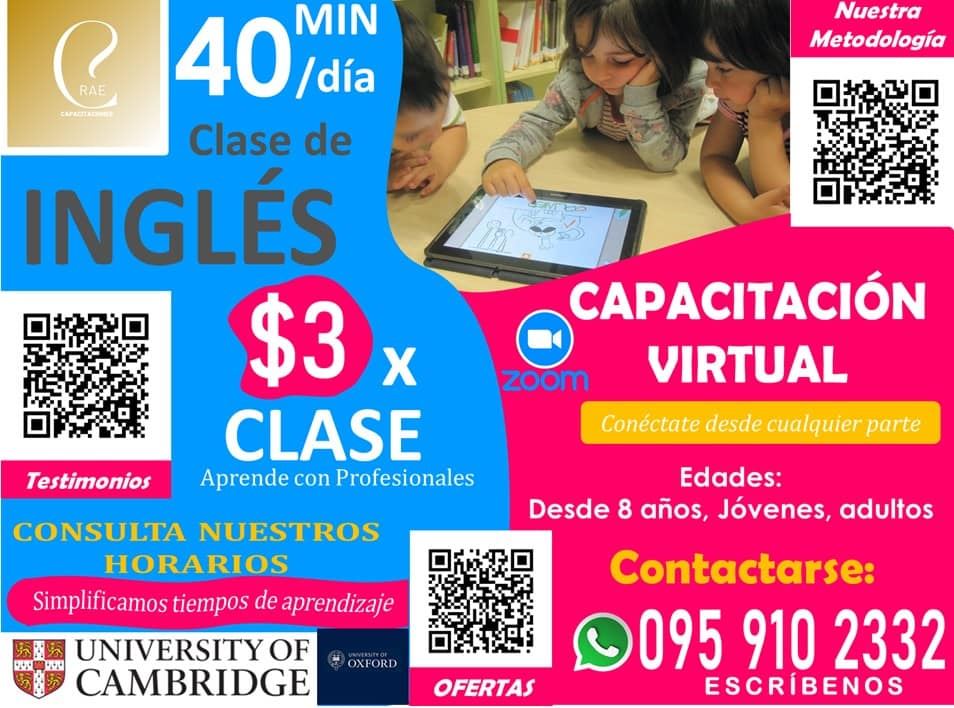 RAE
CAPACITACIONES
40 MIN
/día
Clase de
INGLÉS
$3 x
CLASE
Aprende con Profesionales
Testimonios
CONSULTA NUESTROS
HORARIOS
Simplificamos tiempos de aprendizaje
UNIVERSITY OF
CAMBRIDGE
UNIVERSITY OF
OXFORD
Nuestra
Metodología
CAPACITACIÓN
VIRTUAL
zoom
Conéctate desde cualquier parte
Edades:
Desde 8 años, Jóvenes, adultos
Contactarse:
095 910 2332
ESCRÍBENOS
OFERTAS